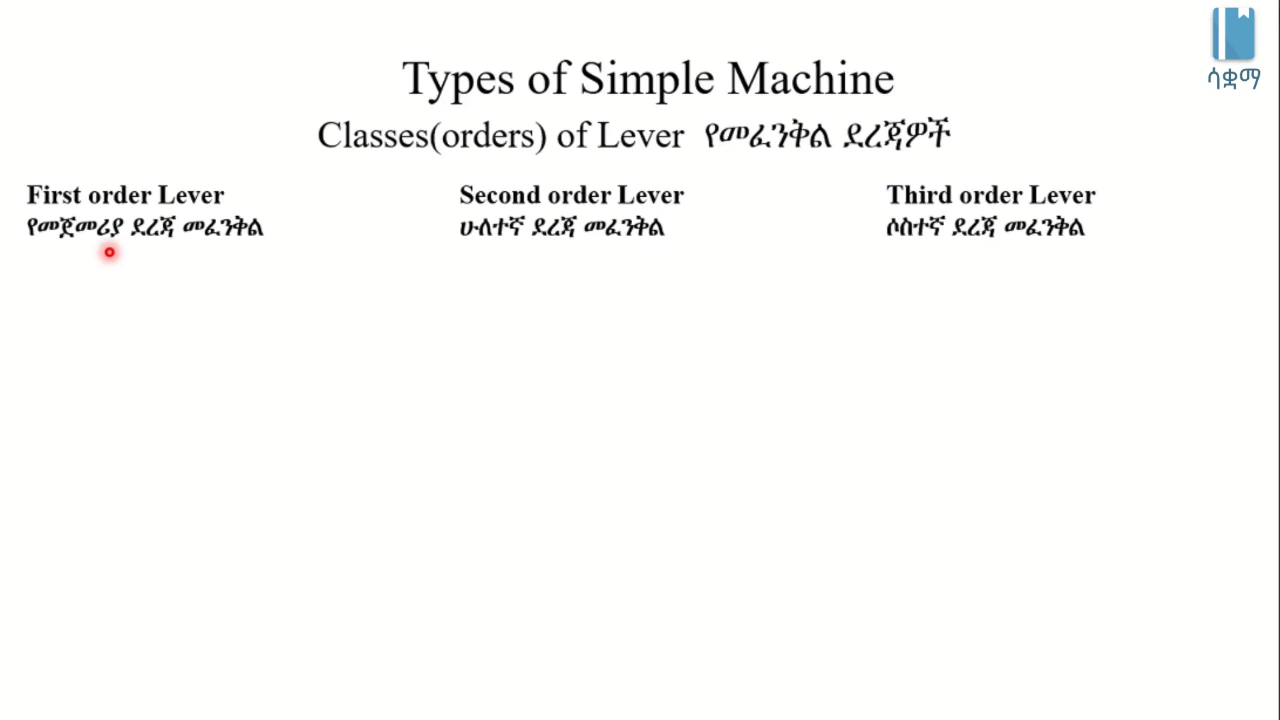 ሳቋማ
Types of Simple Machine
Classes(orders) of Lever የመፈንቅል ደረጃዎች
First order Lever
የመጀመሪያ ደረጃ መፈንቅል
Second order Lever
ሁለተኛ ደረጃ መፈንቅል
Third order Lever
ሶስተኛ ደረጃ መፈንቅል